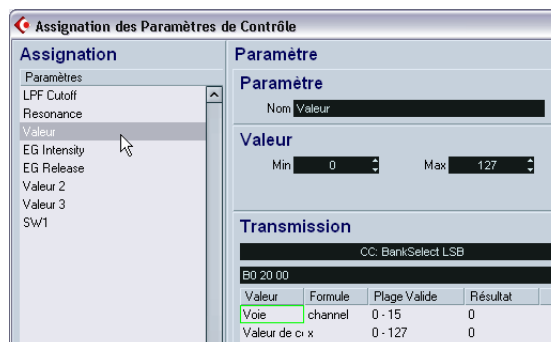 Assignation des Paramètres de Contrôle
Assignation
Paramètres
LPF Cutoff
Resonance
Valeur
EG Intensity
EG Release
Valeur 2
Valeur 3
SW1
Paramètre
Paramètre
Nom Valeur
Valeur
Min 0 Max 127
Transmission
CC: BankSelect LSB
B0 20 00
Valeur Formule Plage Valide Résultat
Voie channel 0 - 15 0
Valeur de x 0 - 127 0